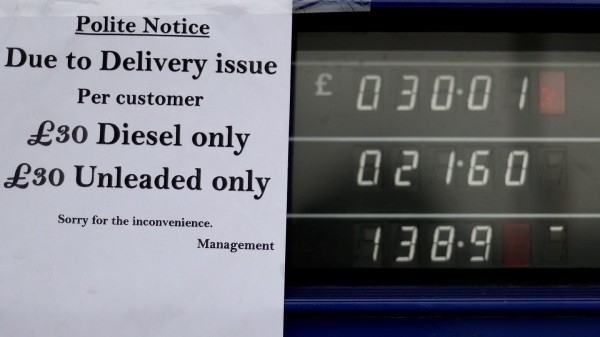 Polite Notice
Due to Delivery issue
Per customer
£30 Diesel only
£30 Unleaded only
Sorry for the inconvenience.
Management
£ 030.01
021.60
138.9